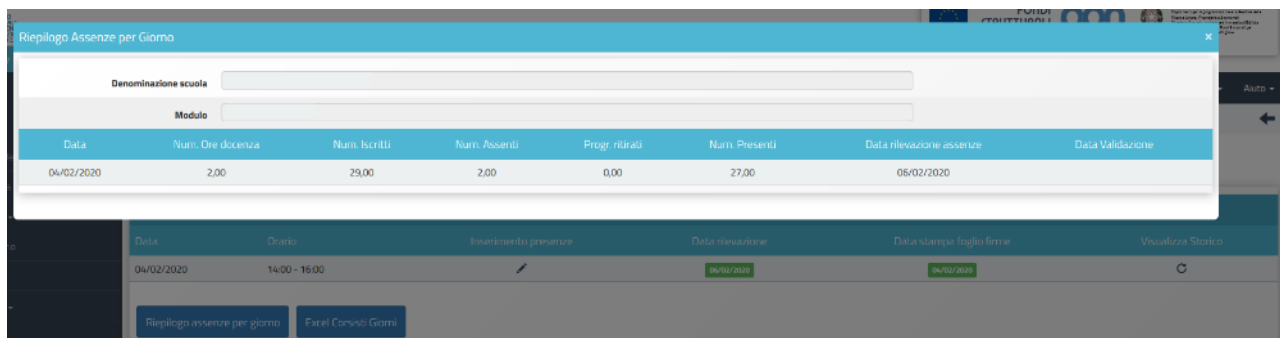 FONDI
STRUTTURALI
Riepilogo Assenze per Giorno ×
Denominazione scuola
Aiuto
Modulo
Data Num. Ore docenza Num. Iscritti Num. Assenti Progr. ritirati Num. Presenti Data rilevazione assenze Data Validazione
04/02/2020 2,00 29,00 2,00 0,00 27,00 06/02/2020
Data Orario Inserimento presenze Data rilevazione Data stampa foglio firme Visualizza Storico
04/02/2020 14:00 - 16:00 06/02/2020 04/02/2020
Riepilogo assenze per giorno Excel Corsisti Giorni